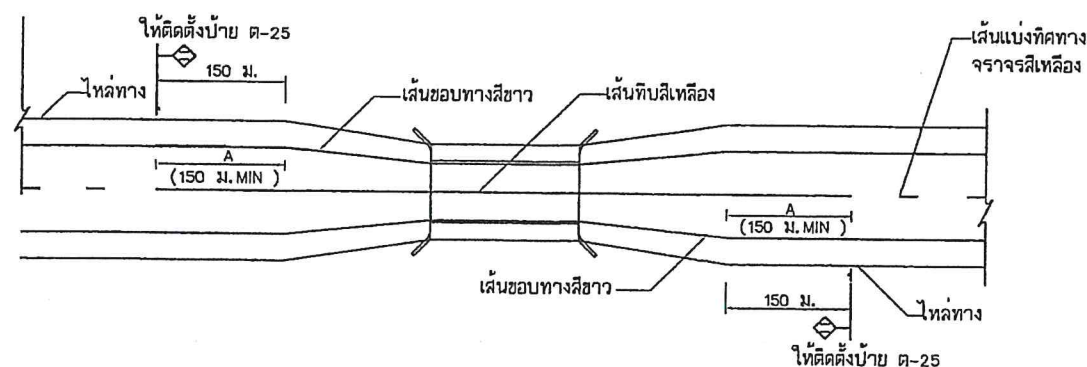 ให้ติดตั้งป้าย ต-25
150 ม.
ไหล่ทาง
เส้นขอบทางสีขาว
เส้นทึบสีเหลือง
เส้นแบ่งทิศทาง
จราจรสีเหลือง
A
(150 ม.MIN )
A
(150 ม.MIN )
เส้นขอบทางสีขาว
150 ม.
ไหล่ทาง
ให้ติดตั้งป้าย ต-25